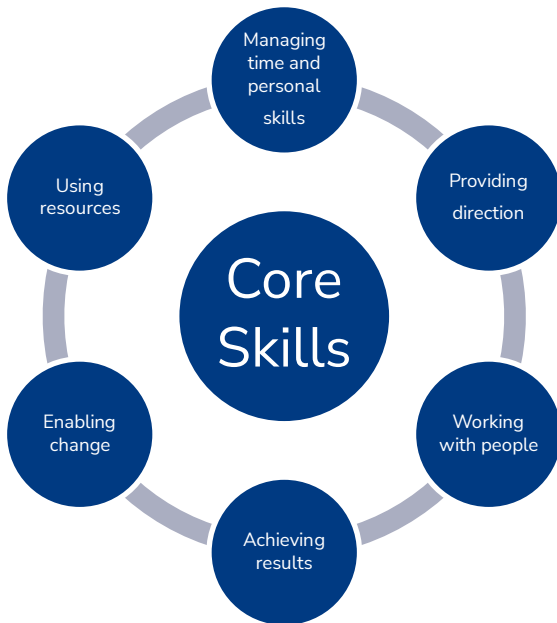 Managing
time and
personal
skills
Providing
direction
Working
with people
Achieving
results
Enabling
change
Using
resources
Core
Skills